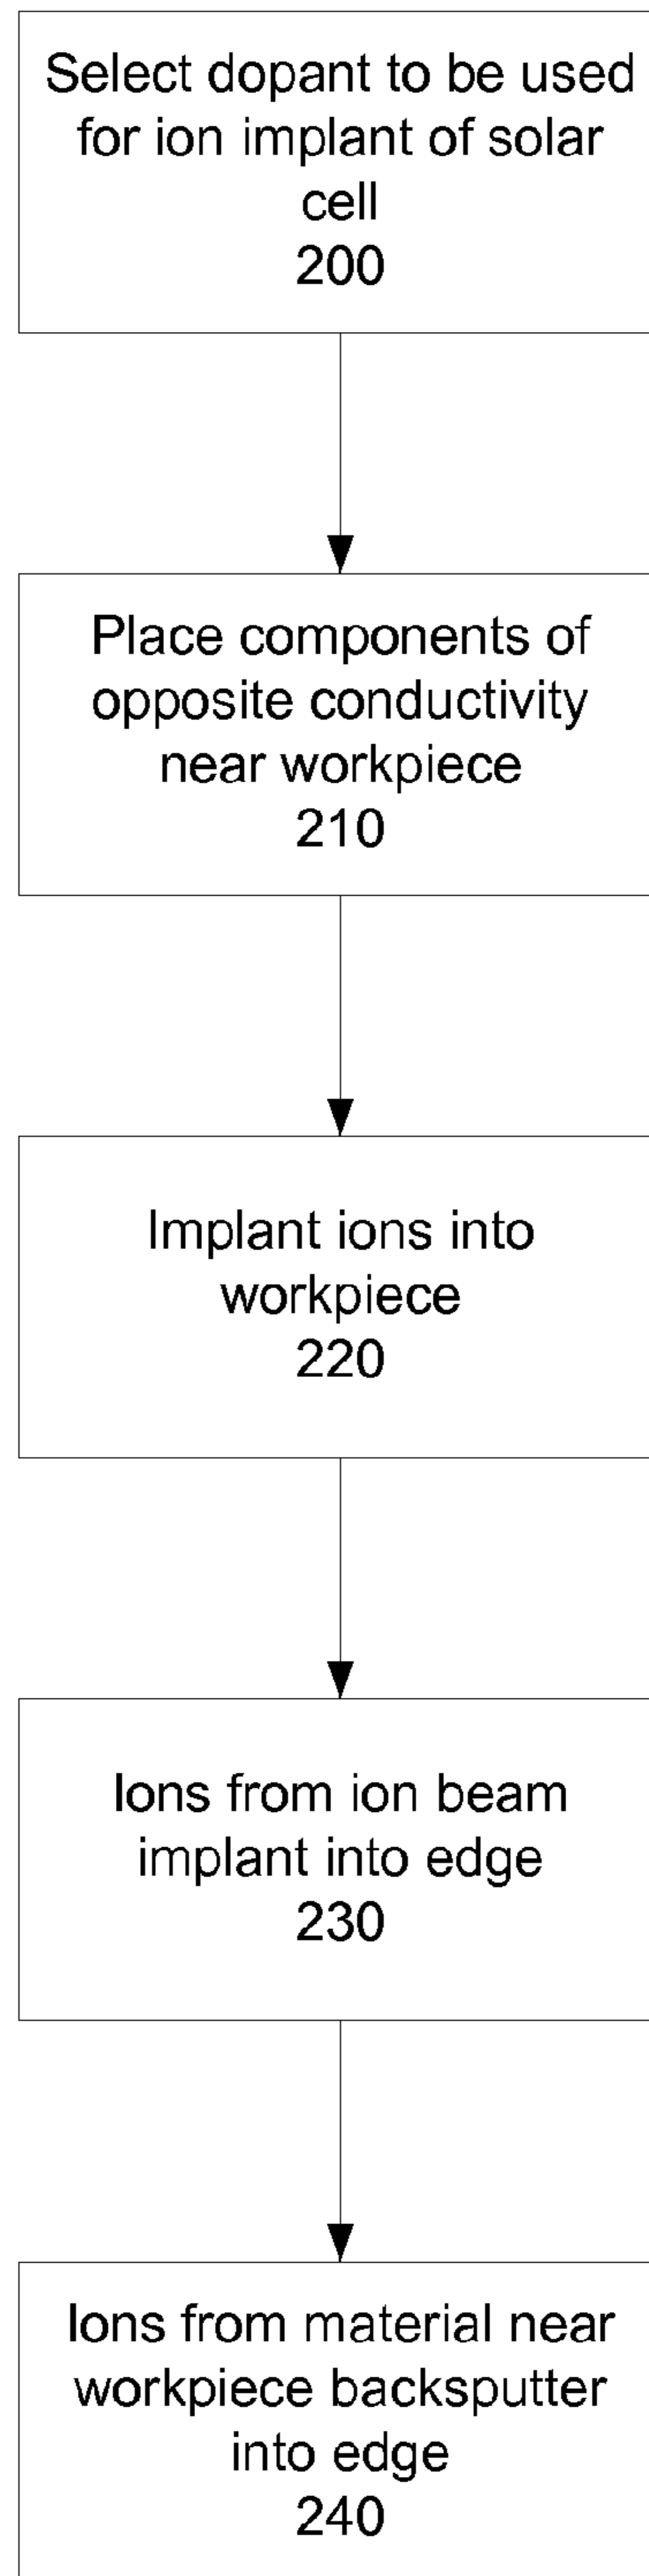 Select dopant to be used
for ion implant of solar
cell
200
Place components of
opposite conductivity
near workpiece
210
Implant ions into
workpiece
220
Ions from ion beam
implant into edge
230
Ions from material near
workpiece backsputter
into edge
240